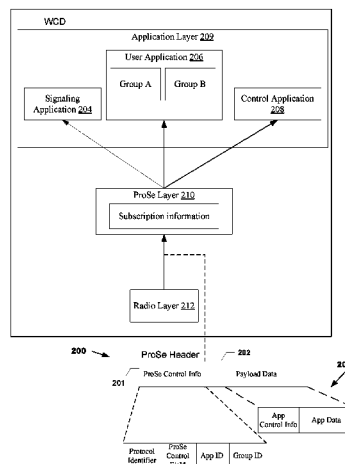 WCD
Application Layer 209
User Application 206
Group A Group B
Signaling
Application 204
Control Application
208
ProSe Layer 210
Subscription information
Radio Layer 212
200
ProSe Header
202
20
201
ProSe Control Info
Payload Data
App
Control Info
App Data
Protocol
Identifier
ProSe
Control
App ID
Group ID